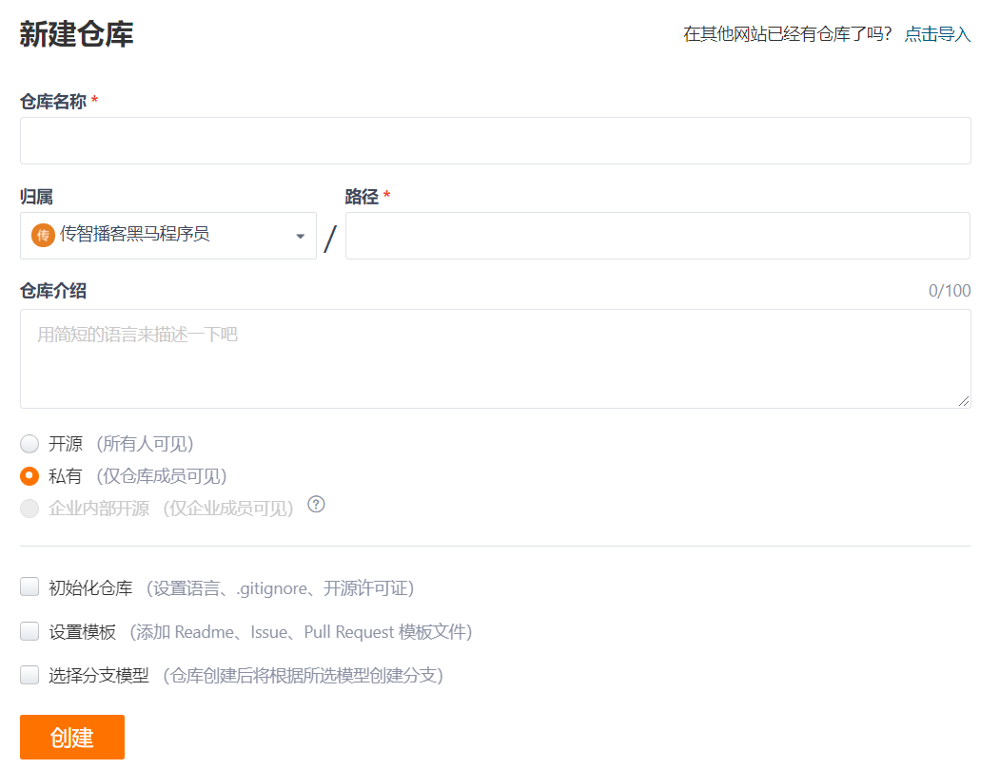 新建仓库
在其他网站已经有仓库了吗? 点击导入
仓库名称 *
归属
路径 *
传 传智播客黑马程序员 /
仓库介绍
0/100
用简短的语言来描述一下吧
开源 (所有人可见)
私有 (仅仓库成员可见)
企业内部开源 (仅企业成员可见) ?
初始化仓库 (设置语言、.gitignore、开源许可证)
设置模板 (添加 Readme、Issue、Pull Request 模板文件)
选择分支模型 (仓库创建后将根据所选模型创建分支)
创建